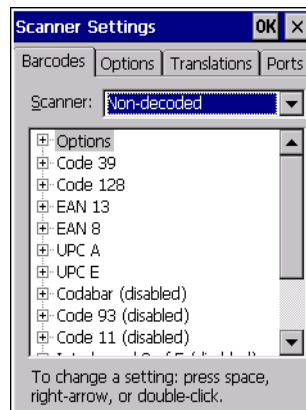 Scanner Settings OK ×
Barcodes Options Translations Ports
Scanner: Non-decoded
Options
Code 39
Code 128
EAN 13
EAN 8
UPC A
UPC E
Codabar (disabled)
Code 93 (disabled)
Code 11 (disabled)
To change a setting: press space,
right-arrow, or double-click.